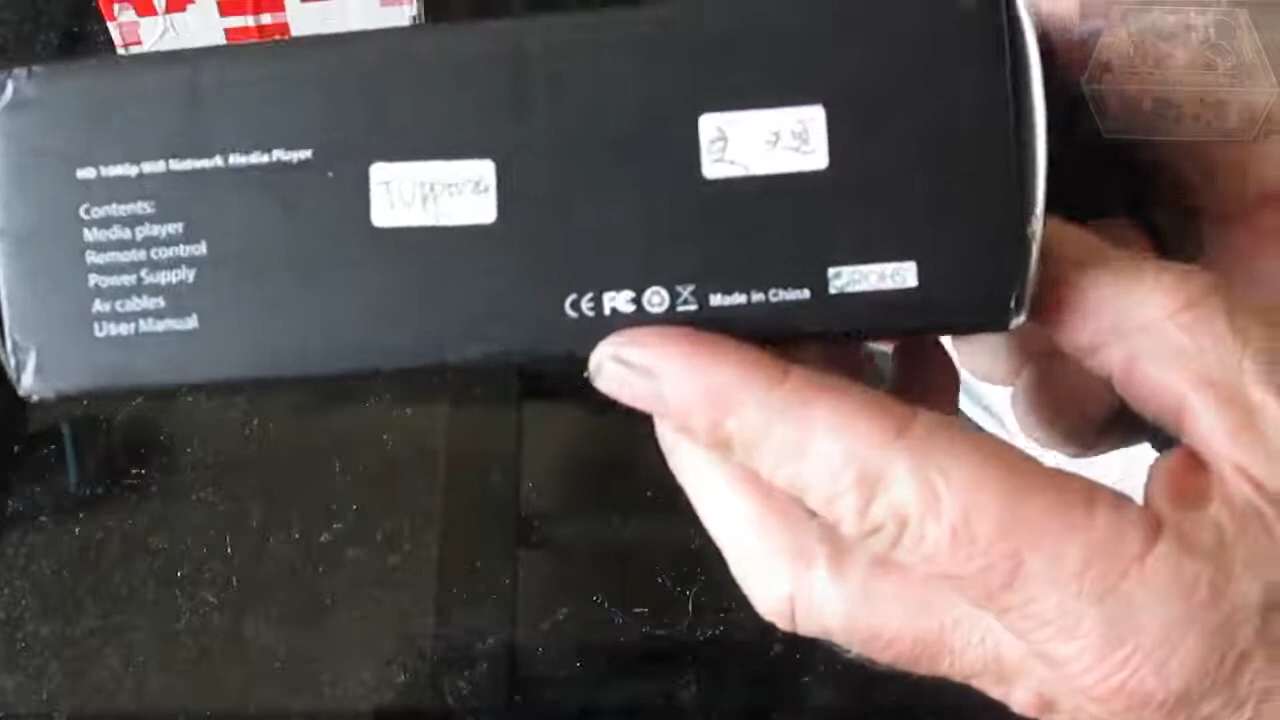 HD 1080p Wifi Network Media Player
Contents:
Media player
Remote control
Power Supply
Av cables
User Manual
CE FC Made in China ROHS